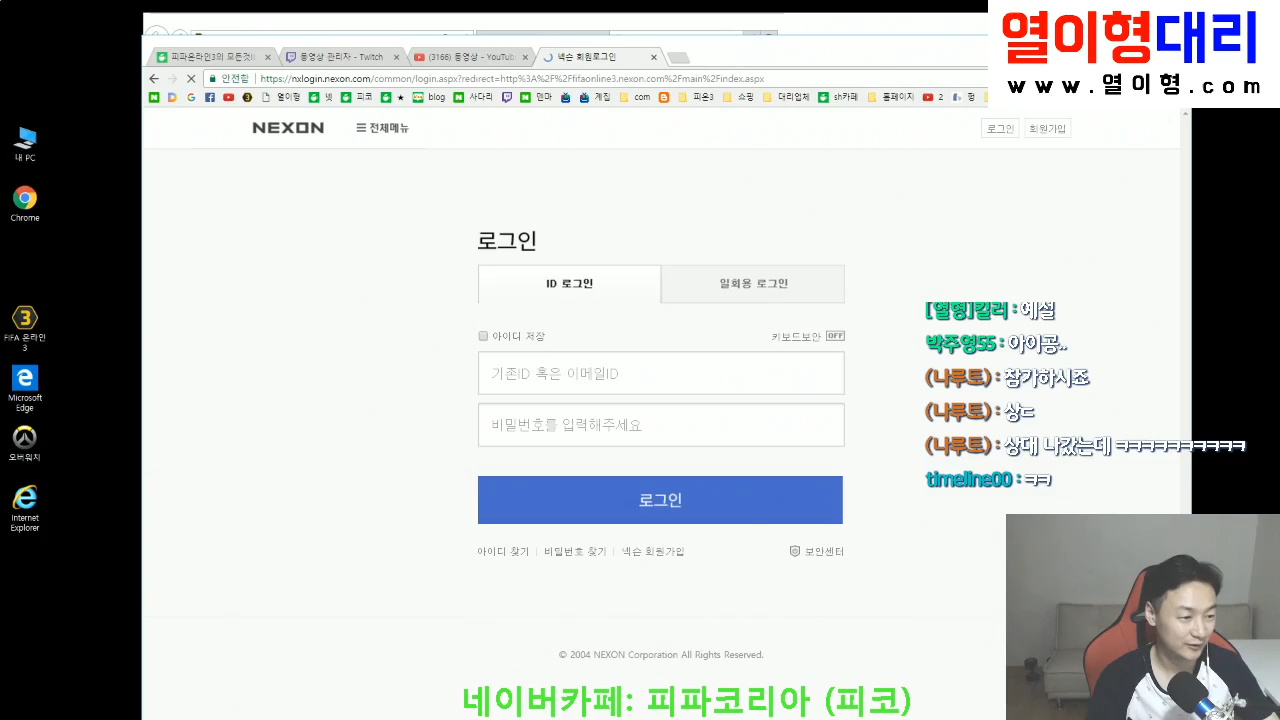 열이형대리
www.열이형.com
피파온라인3의 모든것!!
동영상 관리자 - Twitch
(3166) 동영상 - YouTub
넥슨 회원로그인
안전함
https://nxlogin.nexon.com/common/login.aspx?redirect=http%3A%2F%2Ffifaonline3.nexon.com%2Fmain%2Findex.aspx
열이형 넷 피코 ★ blog 사다리 맨마 계집 com 피온3 쇼핑 대리업체 sh카페 홈페이지 2 형
NEXON
전체메뉴
로그인
회원가입
내 PC
Chrome
FIFA 온라인
3
Microsoft
Edge
오버워치
Internet
Explorer
로그인
ID 로그인
일회용 로그인
아이디 저장
키보드보안 OFF
기존ID 혹은 이메일ID
비밀번호를 입력해주세요
로그인
아이디 찾기
비밀번호 찾기
넥슨 회원가입
보안센터
© 2004 NEXON Corporation All Rights Reserved.
[열형]킬러 : 예설
박주영55 : 아이공..
(나루토) : 참가하시죠
(나루토) : 상ㄷ
(나루토) : 상대 나갔는데 ㅋㅋㅋㅋㅋㅋㅋㅋㅋㅋ
timeline00 : ㅋㅋ
네이버카페: 피파코리아 (피코)